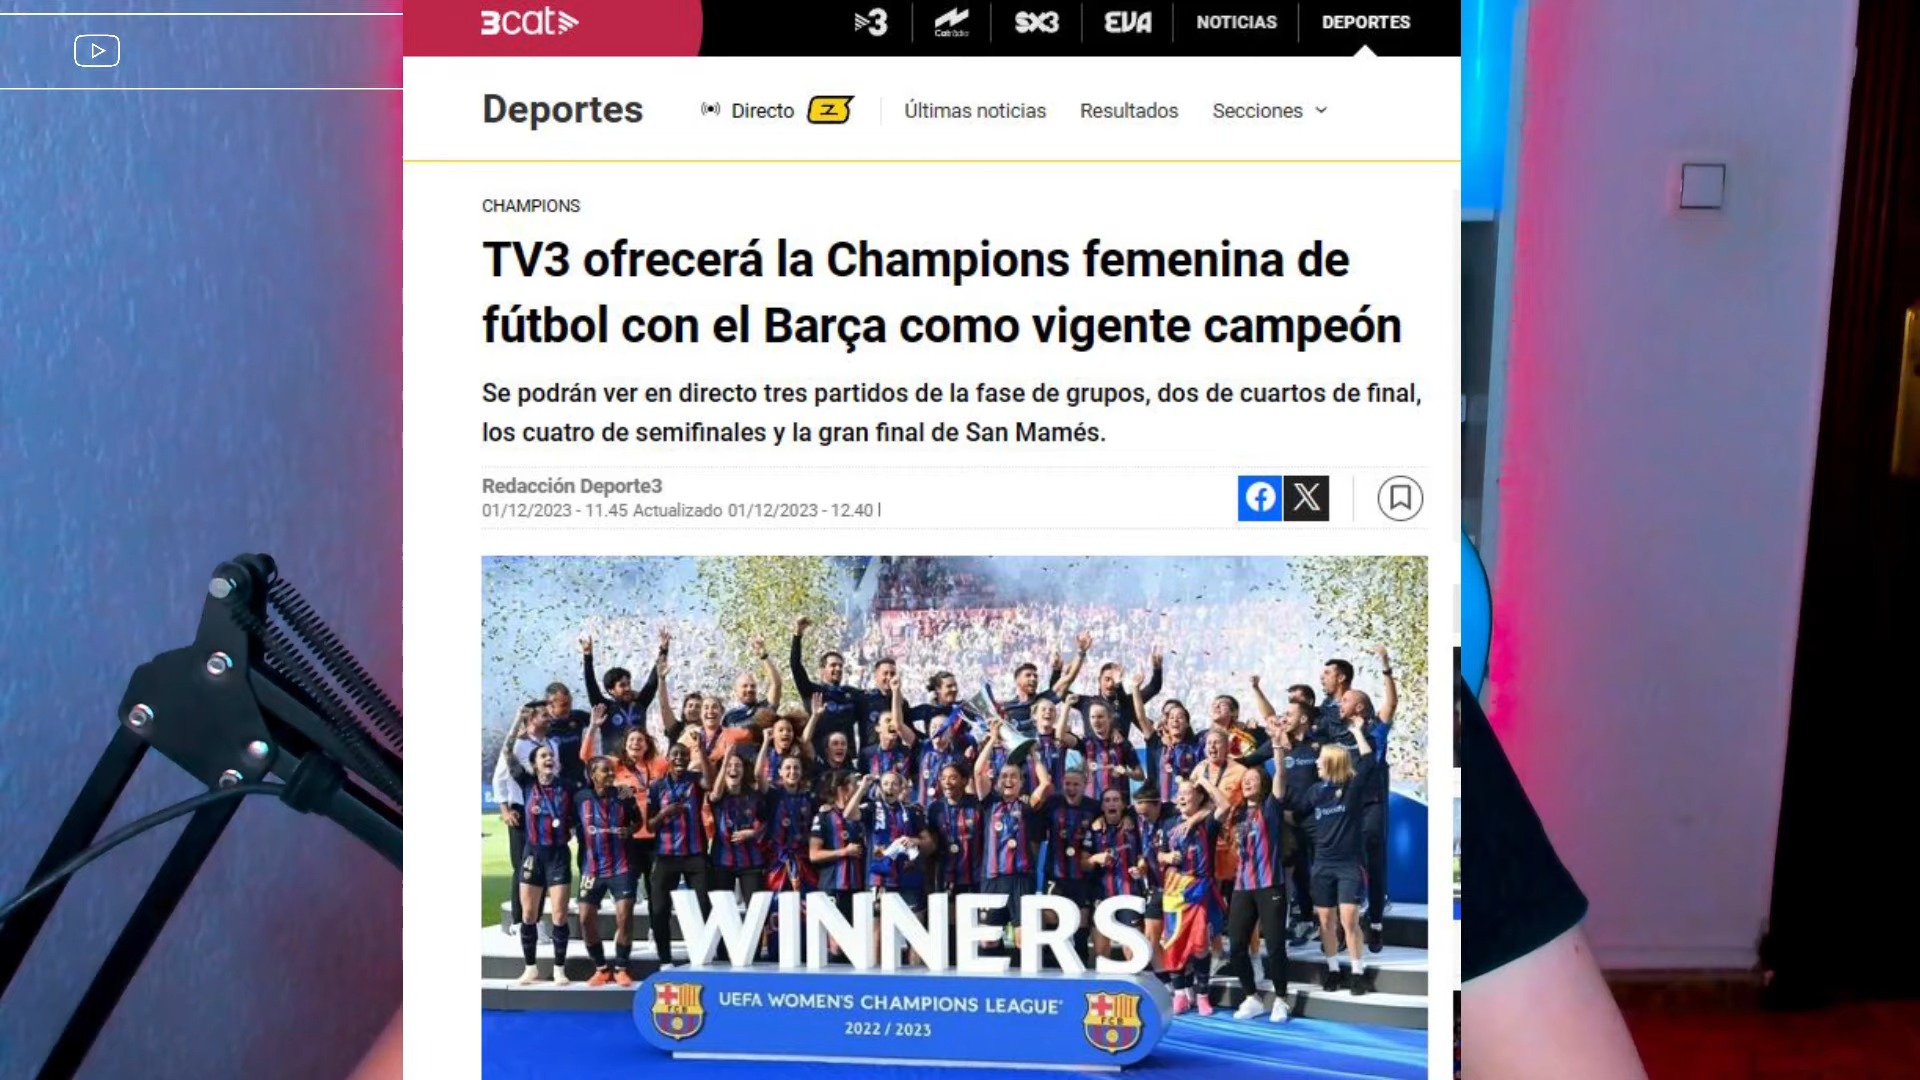 3cat
3
Catràdio
SX3
EVA
NOTICIAS
DEPORTES
Deportes
Directo
Últimas noticias
Resultados
Secciones
CHAMPIONS
TV3 ofrecerá la Champions femenina de
fútbol con el Barça como vigente campeón
Se podrán ver en directo tres partidos de la fase de grupos, dos de cuartos de final,
los cuatro de semifinales y la gran final de San Mamés.
Redacción Deporte3
01/12/2023 - 11.45 Actualizado 01/12/2023 - 12.40 |
WINNERS
UEFA WOMEN'S CHAMPIONS LEAGUE
2022 / 2023
FCB
FCB